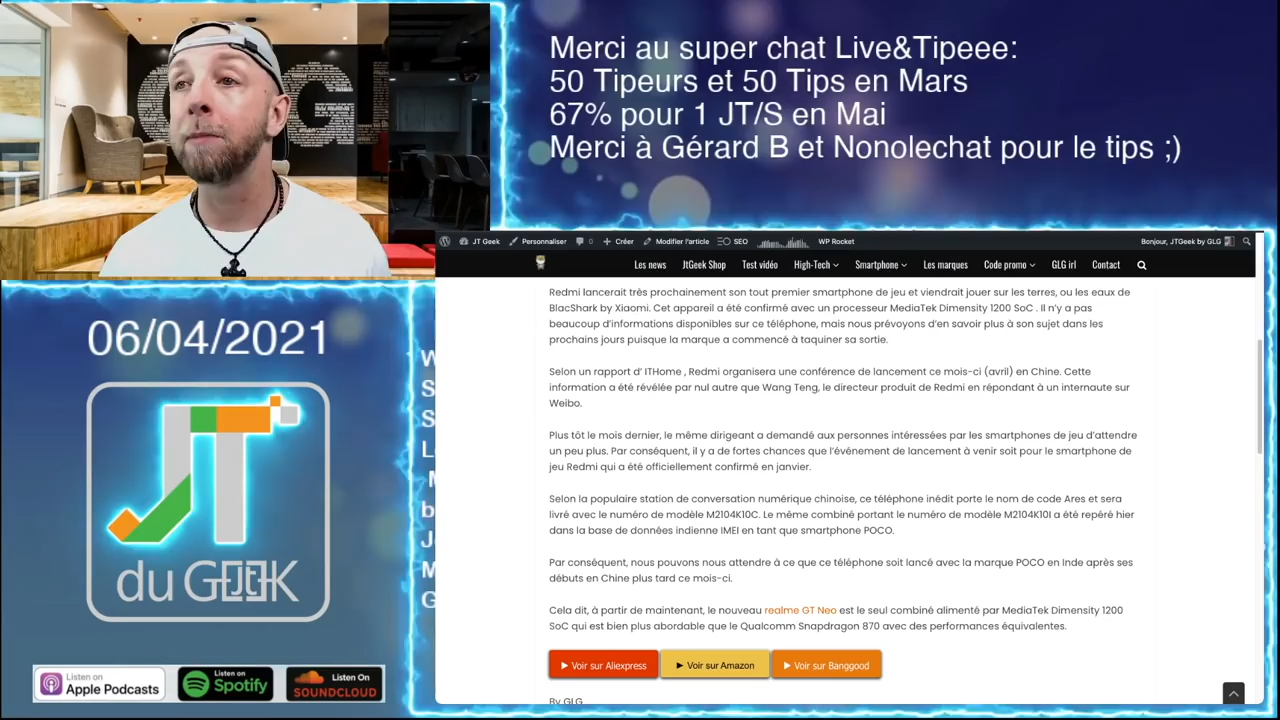 Merci au super chat Live&Tipeee:
50 Tipeurs et 50 Tips en Mars
67% pour 1 JT/S en Mai
Merci à Gérard B et Nonolechat pour le tips ;)
JT Geek Personnaliser 0 Créer Modifier l'article SEO WP Rocket Bonjour, JTGeek by GLG
Les news JtGeek Shop Test vidéo High-Tech Smartphone Les marques Code promo GLG irl Contact
Redmi lancerait très prochainement son tout premier smartphone de jeu et viendrait jouer sur les terres, ou les eaux de
BlacShark by Xiaomi. Cet appareil a été confirmé avec un processeur MediaTek Dimensity 1200 SoC . Il n'y a pas
beaucoup d'informations disponibles sur ce téléphone, mais nous prévoyons d'en savoir plus à son sujet dans les
prochains jours puisque la marque a commencé à taquiner sa sortie.
Selon un rapport d' ITHome , Redmi organisera une conférence de lancement ce mois-ci (avril) en Chine. Cette
information a été révélée par nul autre que Wang Teng, le directeur produit de Redmi en répondant à un internaute sur
Weibo.
Plus tôt le mois dernier, le même dirigeant a demandé aux personnes intéressées par les smartphones de jeu d'attendre
un peu plus. Par conséquent, il y a de fortes chances que l'événement de lancement à venir soit pour le smartphone de
jeu Redmi qui a été officiellement confirmé en janvier.
Selon la populaire station de conversation numérique chinoise, ce téléphone inédit porte le nom de code Ares et sera
livré avec le numéro de modèle M2104K10C. Le même combiné portant le numéro de modèle M2104K10I a été repéré hier
dans la base de données indienne IMEI en tant que smartphone POCO.
Par conséquent, nous pouvons nous attendre à ce que ce téléphone soit lancé avec la marque POCO en Inde après ses
débuts en Chine plus tard ce mois-ci.
Cela dit, à partir de maintenant, le nouveau realme GT Neo est le seul combiné alimenté par MediaTek Dimensity 1200
SoC qui est bien plus abordable que le Qualcomm Snapdragon 870 avec des performances équivalentes.
Voir sur Aliexpress Voir sur Amazon Voir sur Banggood
By GLG
06/04/2021
JT
du GEEK
Listen on
Apple Podcasts
Listen on
Spotify
Listen On
SOUNDCLOUD